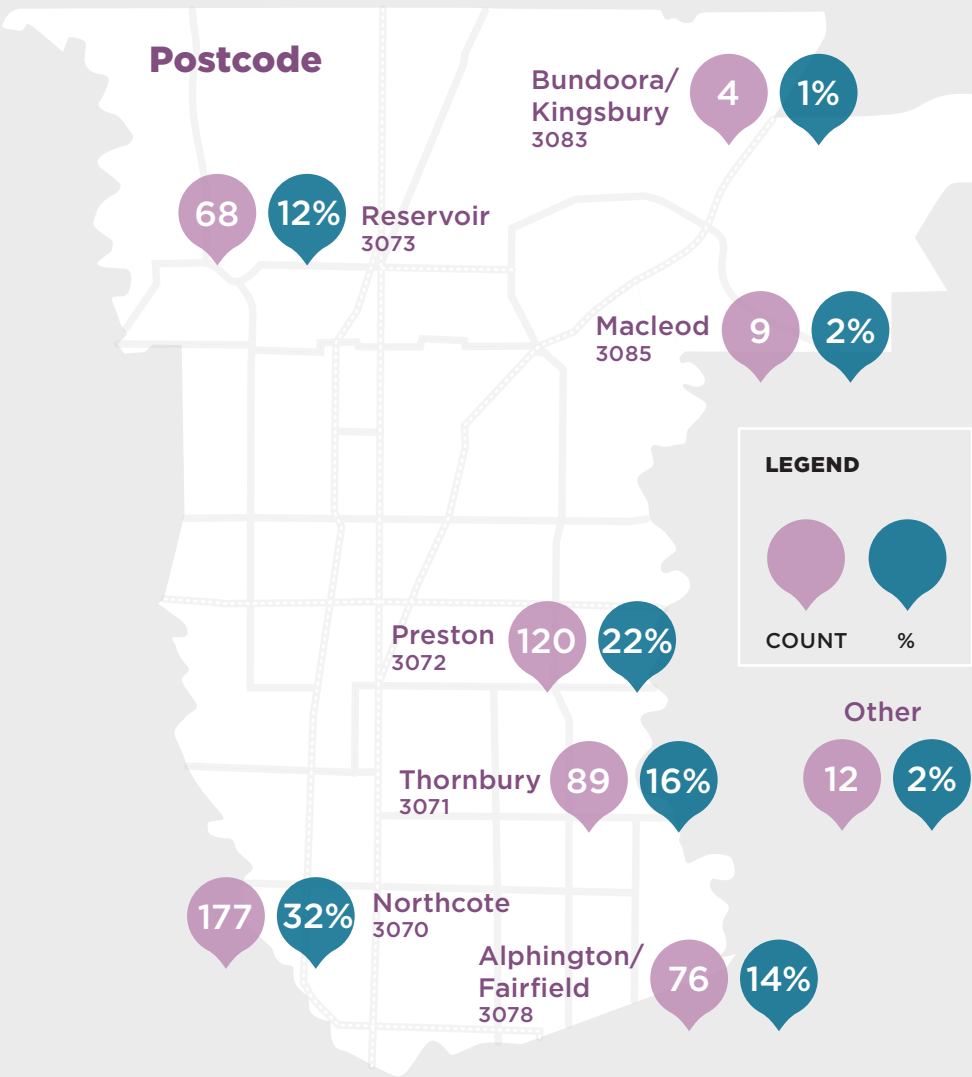 Postcode
Bundoora/
Kingsbury
3083
4
1%
68
12%
Reservoir
3073
Macleod
3085
9
2%
LEGEND
COUNT
%
Preston
3072
120
22%
Other
12
2%
Thornbury
3071
89
16%
177
32%
Northcote
3070
Alphington/
Fairfield
3078
76
14%